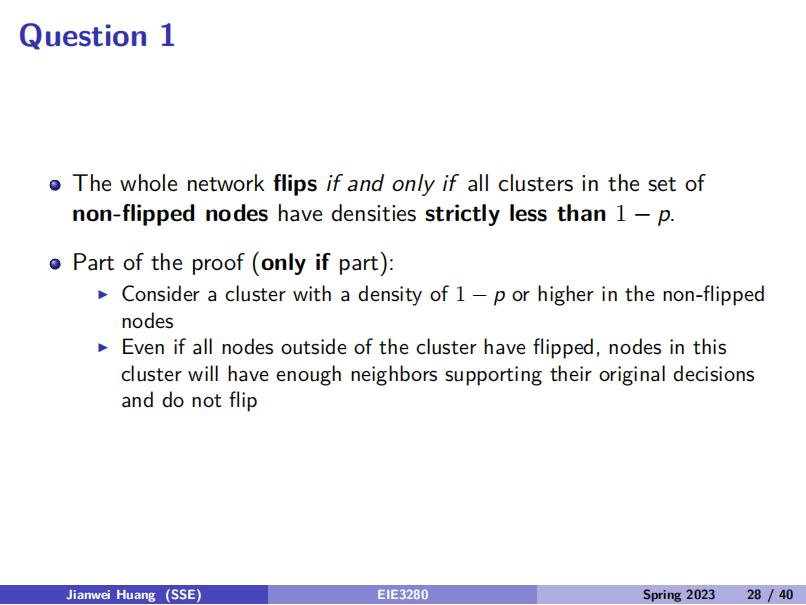 Question 1
The whole network flips if and only if all clusters in the set of
non-flipped nodes have densities strictly less than 1 − p.
Part of the proof (only if part):
Consider a cluster with a density of 1 − p or higher in the non-flipped
nodes
Even if all nodes outside of the cluster have flipped, nodes in this
cluster will have enough neighbors supporting their original decisions
and do not flip
Jianwei Huang (SSE) EIE3280 Spring 2023 28 / 40